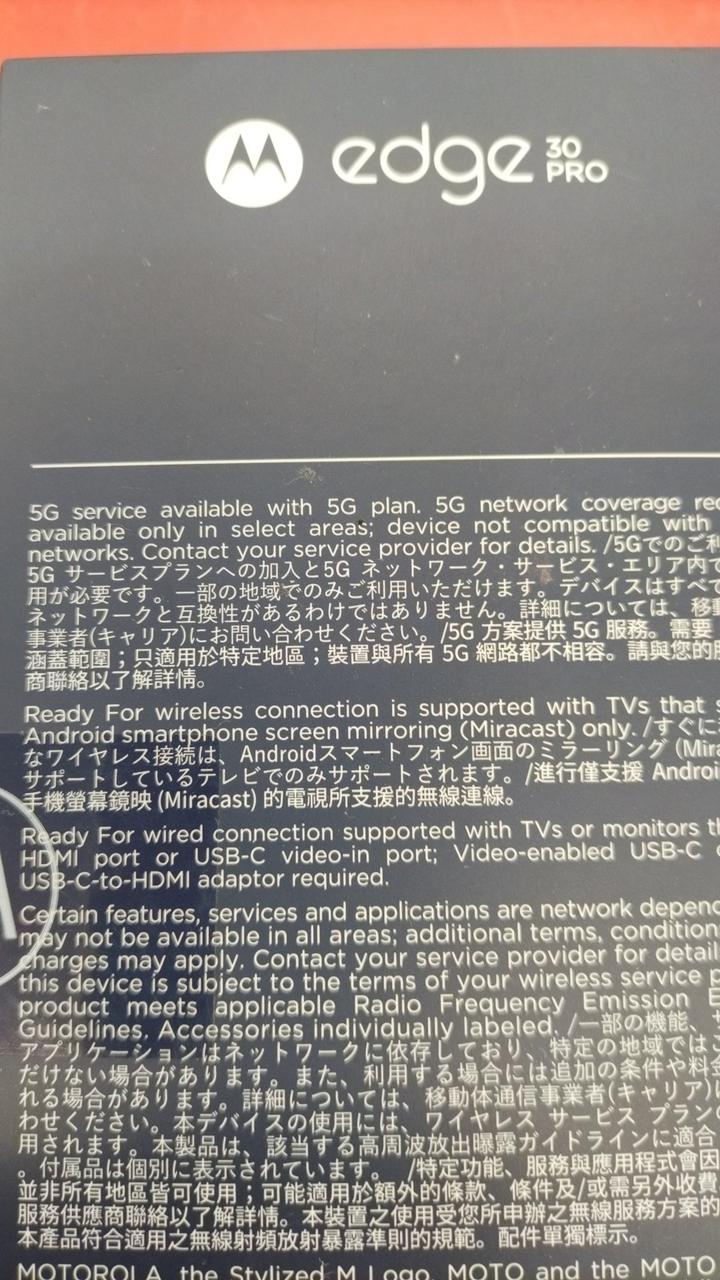 edge 30 PRO
5G service available with 5G plan. 5G network coverage
available only in select areas; device not compatible with
networks. Contact your service provider for details. /5Gでのご利
5G サービスプランへの加入と5G ネットワーク・サービス・エリア内で
用が必要です。一部の地域でのみご利用いただけます。デバイスはすべて
ネットワークと互換性があるわけではありません。詳細については、移動
事業者(キャリア)にお問い合わせください。/5G 方案提供 5G 服務。需要
涵蓋範圍；只適用於特定地區；裝置與所有 5G 網路都不相容。請與您的服
商聯絡以了解詳情。
Ready For wireless connection is supported with TVs that
Android smartphone screen mirroring (Miracast) only. /すぐに
なワイヤレス接続は、Androidスマートフォン画面のミラーリング (Mira
サポートしているテレビでのみサポートされます。/進行僅支援 Androi
手機螢幕鏡映 (Miracast) 的電視所支援的無線連線。
Ready For wired connection supported with TVs or monitors
HDMI port or USB-C video-in port; Video-enabled USB-C
USB-C-to-HDMI adaptor required.
Certain features, services and applications are network depend
may not be available in all areas; additional terms, condition
charges may apply. Contact your service provider for detail
this device is subject to the terms of your wireless service
product meets applicable Radio Frequency Emission
Guidelines. Accessories individually labeled. /一部の機能、
アプリケーションはネットワークに依存しており、特定の地域ではご
だけない場合があります。また、利用する場合には追加の条件や料金
れる場合があります。詳細については、移動体通信事業者(キャリア)に
わせください。本デバイスの使用には、ワイヤレス サービス プランの
用されます。本製品は、該当する高周波放出曝露ガイドラインに適合
。付属品は個別に表示されています。 /特定功能、服務與應用程式會因
並非所有地區皆可使用；可能適用於額外的條款、條件及/或需另外收費
服務供應商聯絡以了解詳情。本裝置之使用受您所申辦之無線服務方案的
本產品符合適用之無線射頻放射暴露準則的規範。配件單獨標示。
MOTOROLA, the Stylized M Logo, MOTO and the MOTO